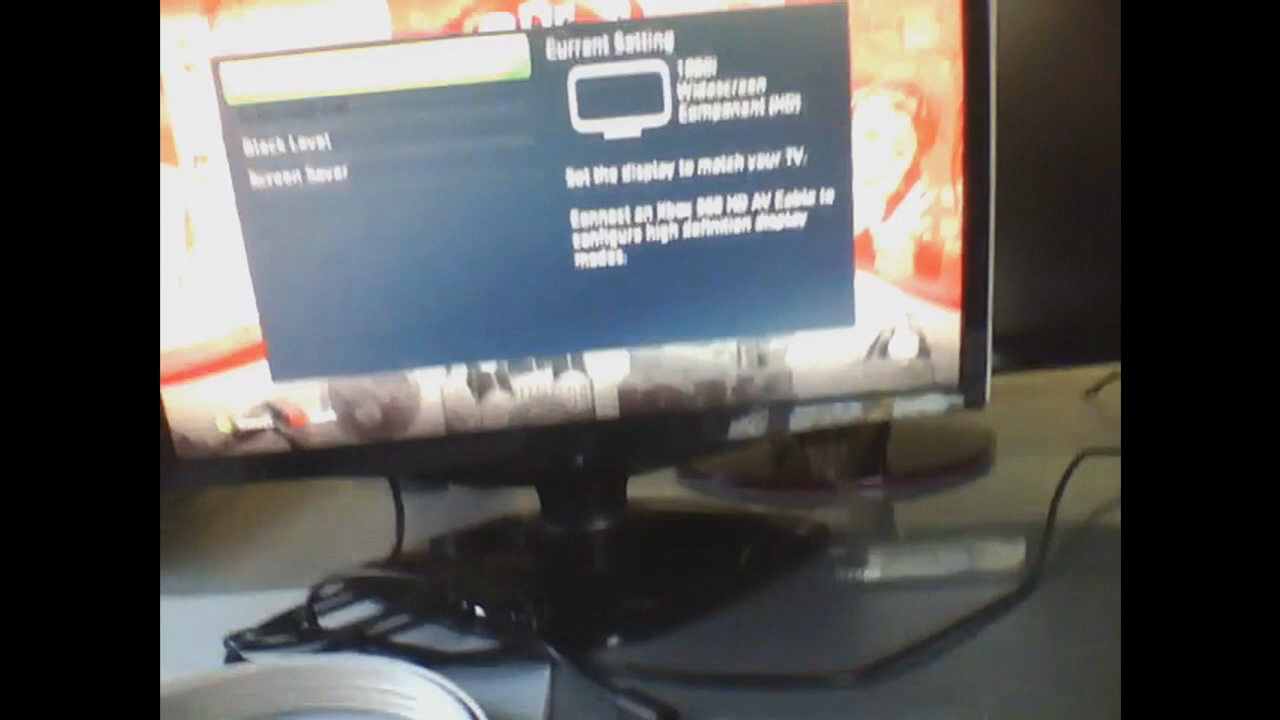 Current Setting
1080i
Widescreen
Component (HD)
Black Level
Screen Saver
Set the display to match your TV.
Connect an Xbox 360 HD AV Cable to
configure high definition display
modes.